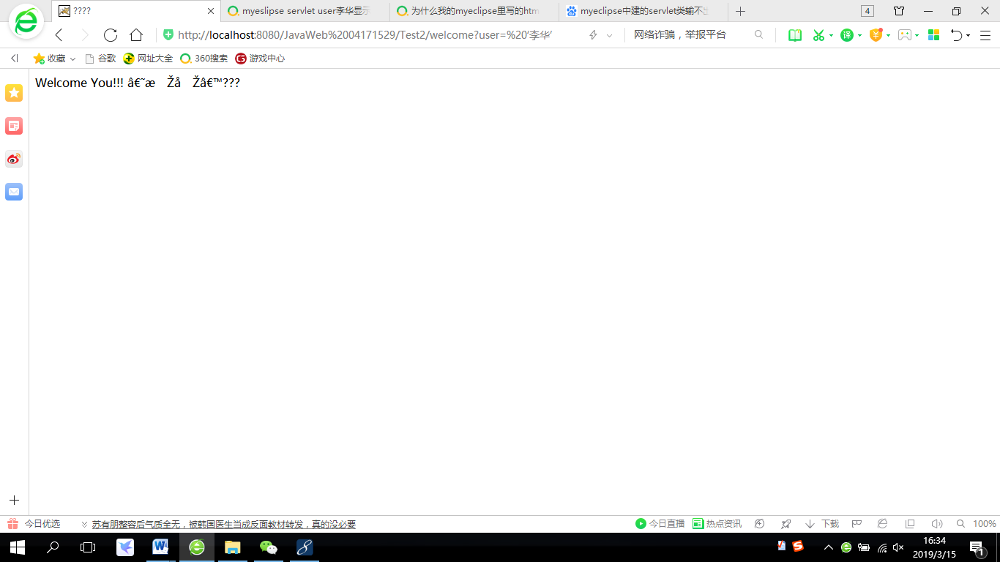 ????
myeslipse servlet user李华显示
为什么我的myeclipse里写的htm
myeclipse中建的servlet类输不出
4
http://localhost:8080/JavaWeb%2004171529/Test2/welcome?user=%20‘李华’
网络诈骗，举报平台
译
收藏
谷歌
网址大全
360搜索
游戏中心
Welcome You!!! â€˜æ Žå Žâ€™???
今日优选
苏有朋整容后气质全无，被韩国医生当成反面教材转发，真的没必要
今日直播
热点资讯
下载
100%
16:34
2019/3/15
1